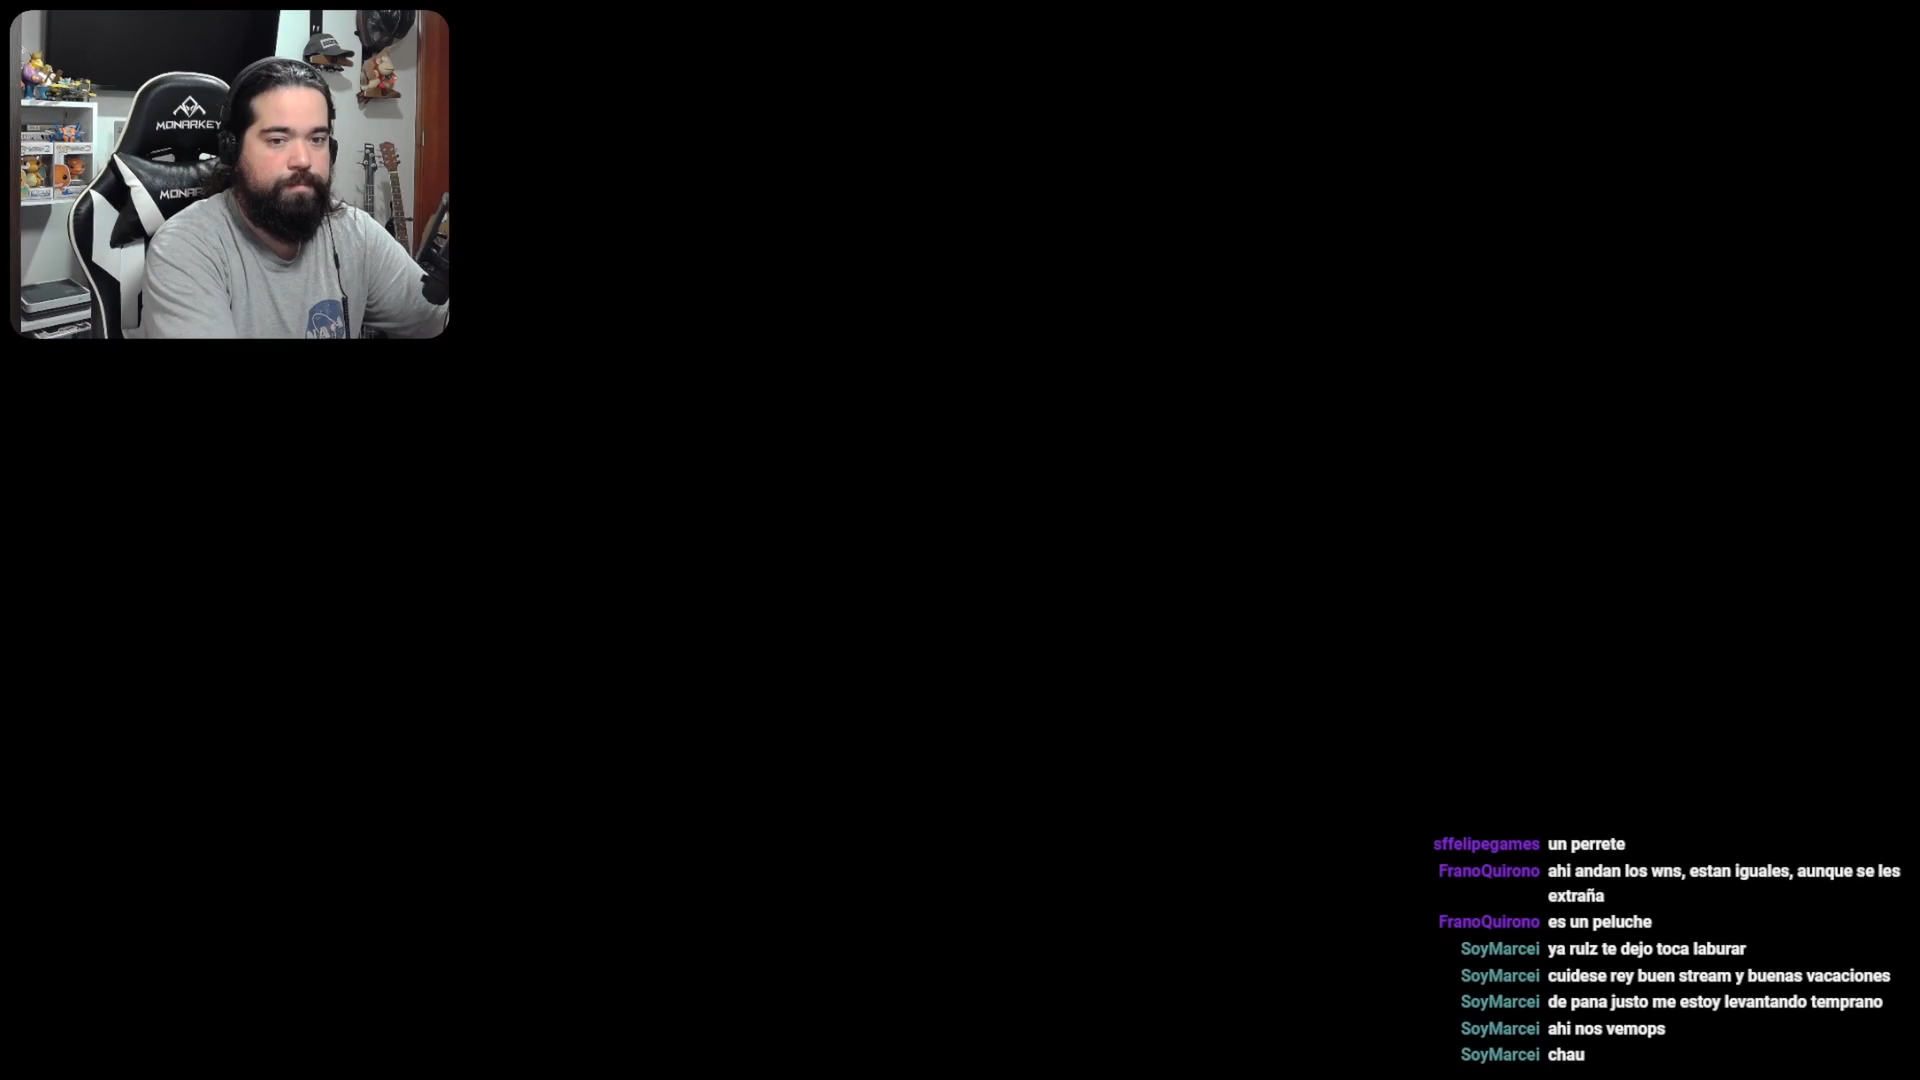 MONARKEY
MONAR
NASA
sffelipegames un perrete
FranoQuirono ahi andan los wns, estan iguales, aunque se les
extraña
FranoQuirono es un peluche
SoyMarcei ya rulz te dejo toca laburar
SoyMarcei cuidese rey buen stream y buenas vacaciones
SoyMarcei de pana justo me estoy levantando temprano
SoyMarcei ahi nos vemops
SoyMarcei chau